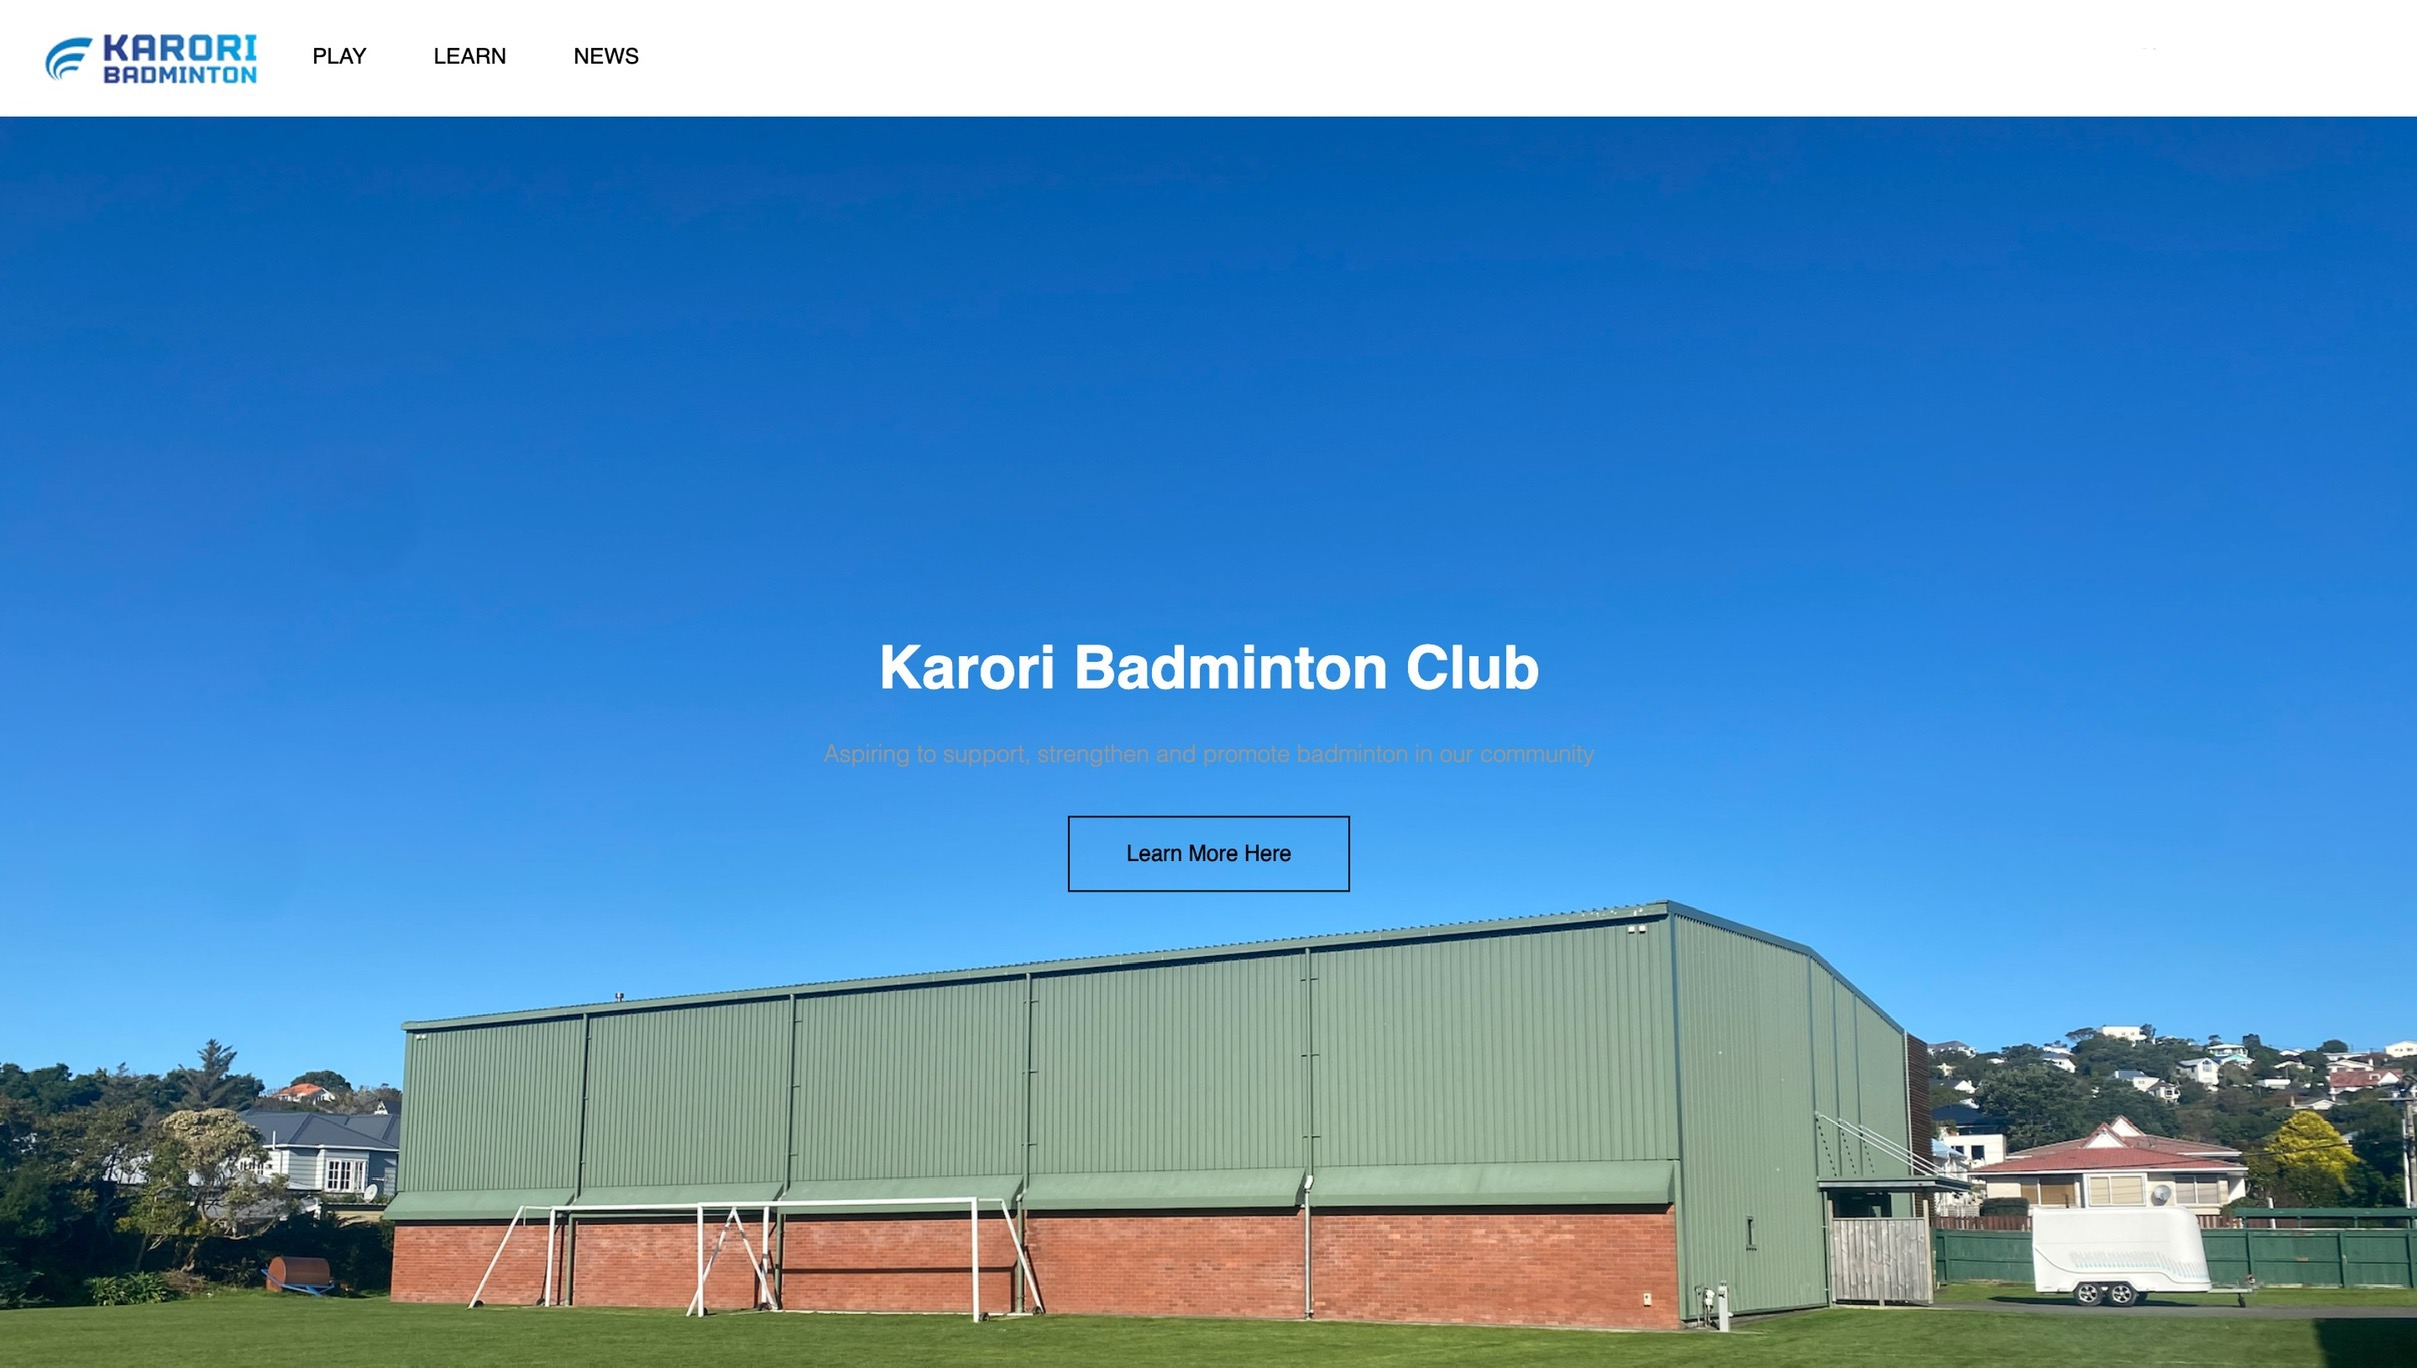 KARORI
BADMINTON
PLAY
LEARN
NEWS
Karori Badminton Club
Aspiring to support, strengthen and promote badminton in our community
Learn More Here